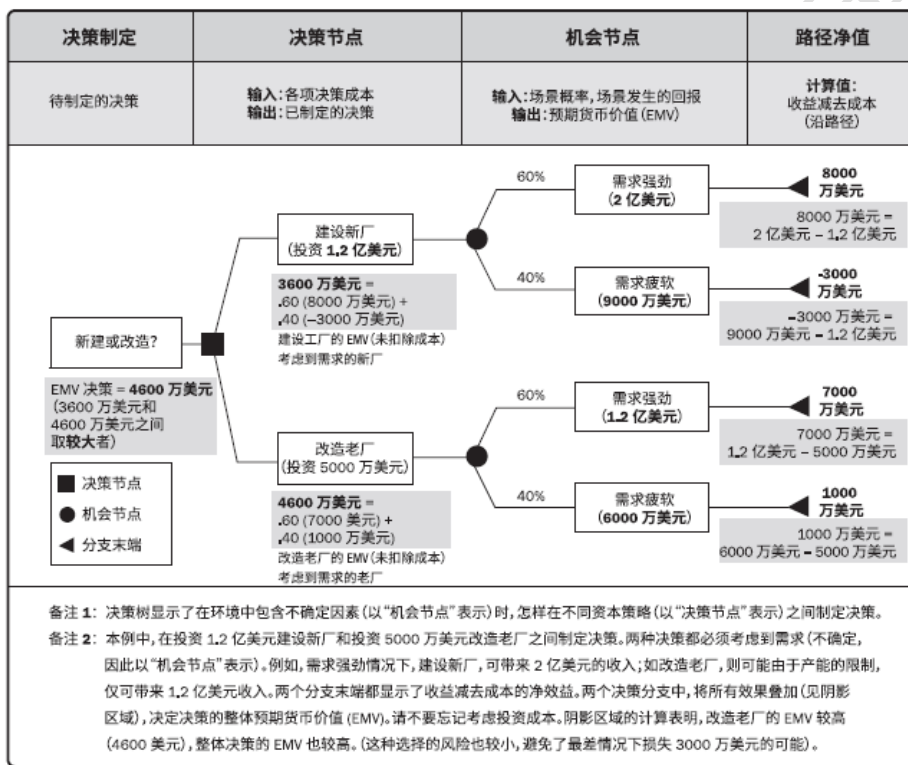 决策制定
决策节点
机会节点
路径净值
待制定的决策
输入:各项决策成本
输出:已制定的决策
输入:场景概率,场景发生的回报
输出:预期货币价值(EMV)
计算值:
收益减去成本
(沿路径)
60%
需求强劲
(2 亿美元)
8000
万美元
8000 万美元 =
2 亿美元 – 1.2 亿美元
建设新厂
(投资 1.2 亿美元)
40%
需求疲软
(9000 万美元)
-3000
万美元
–3000 万美元 =
9000 万美元 – 1.2 亿美元
3600 万美元 =
.60 (8000 万美元) +
.40 (–3000 万美元)
建设工厂的 EMV (未扣除成本)
考虑到需求的新厂
新建或改造?
EMV 决策 = 4600 万美元
(3600 万美元和
4600 万美元之间
取较大者)
60%
需求强劲
(1.2 亿美元)
7000
万美元
7000 万美元 =
1.2 亿美元 – 5000 万美元
改造老厂
(投资 5000 万美元)
40%
需求疲软
(6000 万美元)
1000
万美元
1000 万美元 =
6000 万美元 – 5000 万美元
4600 万美元 =
.60 (7000 美元) +
.40 (1000 万美元)
改造老厂的 EMV (未扣除成本)
考虑到需求的老厂
决策节点
机会节点
分支末端
备注 1: 决策树显示了在环境中包含不确定因素(以“机会节点”表示)时,怎样在不同资本策略(以“决策节点”表示)之间制定决策。
备注 2: 本例中,在投资 1.2 亿美元建设新厂和投资 5000 万美元改造老厂之间制定决策。两种决策都必须考虑到需求(不确定,
因此以“机会节点”表示)。例如,需求强劲情况下,建设新厂,可带来 2 亿美元的收入;如改造老厂,则可能由于产能的限制,
仅可带来 1.2 亿美元收入。两个分支末端都显示了收益减去成本的净效益。两个决策分支中,将所有效果叠加(见阴影
区域),决定决策的整体预期货币价值 (EMV)。请不要忘记考虑投资成本。阴影区域的计算表明,改造老厂的 EMV 较高
(4600 美元),整体决策的 EMV 也较高。(这种选择的风险也较小,避免了最差情况下损失 3000 万美元的可能)。